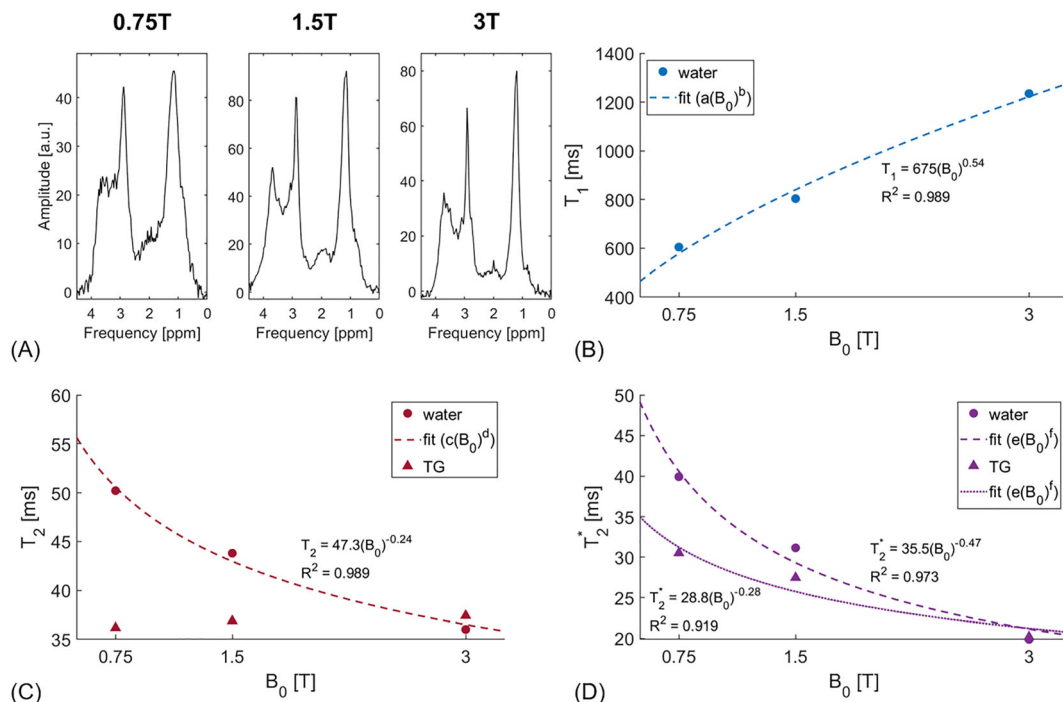 0.75T
1.5T
3T
Amplitude [a.u.]
40
30
20
10
0
4 3 2 1 0
Frequency [ppm]
80
60
40
20
0
4 3 2 1 0
Frequency [ppm]
80
60
40
20
0
4 3 2 1 0
Frequency [ppm]
(A)
T1 [ms]
1400
1200
1000
800
600
400
water
fit (a(B0)^b)
T1 = 675(B0)^0.54
R^2 = 0.989
0.75 1.5 3
B0 [T]
(B)
T2 [ms]
60
55
50
45
40
35
water
fit (c(B0)^d)
TG
T2 = 47.3(B0)^-0.24
R^2 = 0.989
0.75 1.5 3
B0 [T]
(C)
T2* [ms]
50
45
40
35
30
25
20
water
fit (e(B0)^f)
TG
fit (e(B0)^f)
T2* = 35.5(B0)^-0.47
R^2 = 0.973
T2* = 28.8(B0)^-0.28
R^2 = 0.919
0.75 1.5 3
B0 [T]
(D)